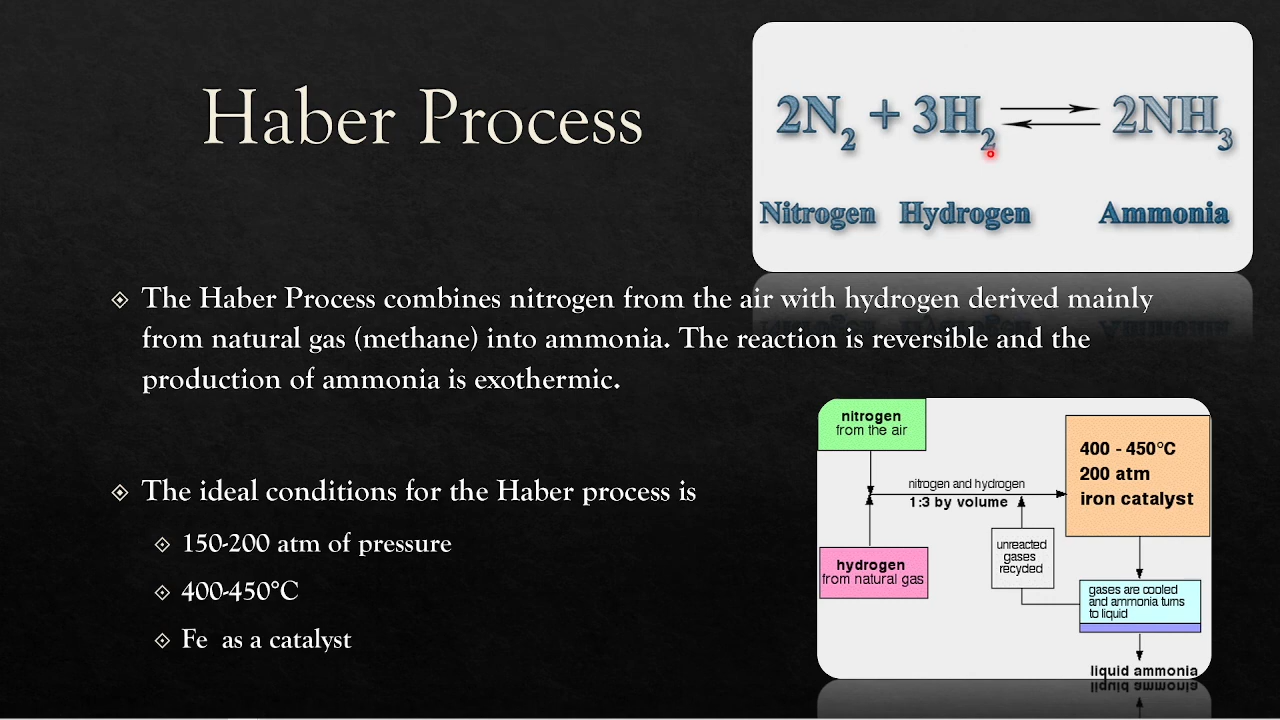 Haber Process
2N2 + 3H2 ⇌ 2NH3
Nitrogen Hydrogen Ammonia
The Haber Process combines nitrogen from the air with hydrogen derived mainly
from natural gas (methane) into ammonia. The reaction is reversible and the
production of ammonia is exothermic.
The ideal conditions for the Haber process is
150-200 atm of pressure
400-450°C
Fe as a catalyst
nitrogen
from the air
nitrogen and hydrogen
1:3 by volume
hydrogen
from natural gas
400 - 450°C
200 atm
iron catalyst
unreacted
gases
recycled
gases are cooled
and ammonia turns
to liquid
liquid ammonia